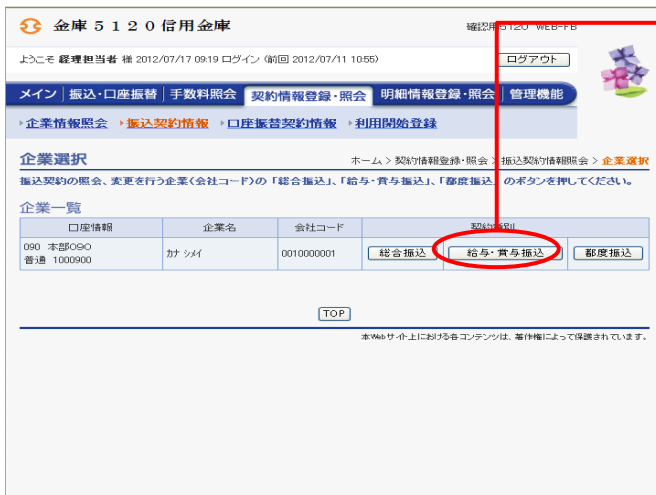 金庫5120信用金庫
確認用5120 WEB-FB
ようこそ 経理担当者 様 2012/07/17 09:19 ログイン (前回 2012/07/11 10:55)
ログアウト
メイン 振込・口座振替 手数料照会 契約情報登録・照会 明細情報登録・照会 管理機能
企業情報照会 振込契約情報 口座振替契約情報 利用開始登録
企業選択
ホーム > 契約情報登録・照会 > 振込契約情報照会 > 企業選択
振込契約の照会、変更を行う企業(会社コード)の「総合振込」、「給与・賞与振込」、「都度振込」のボタンを押してください。
企業一覧
口座情報 企業名 会社コード 契約種別
090 本部090 カナ シメイ 0010000001 総合振込 給与・賞与振込 都度振込
普通 1000900
TOP
本Webサイト上における各コンテンツは、著作権によって保護されています。